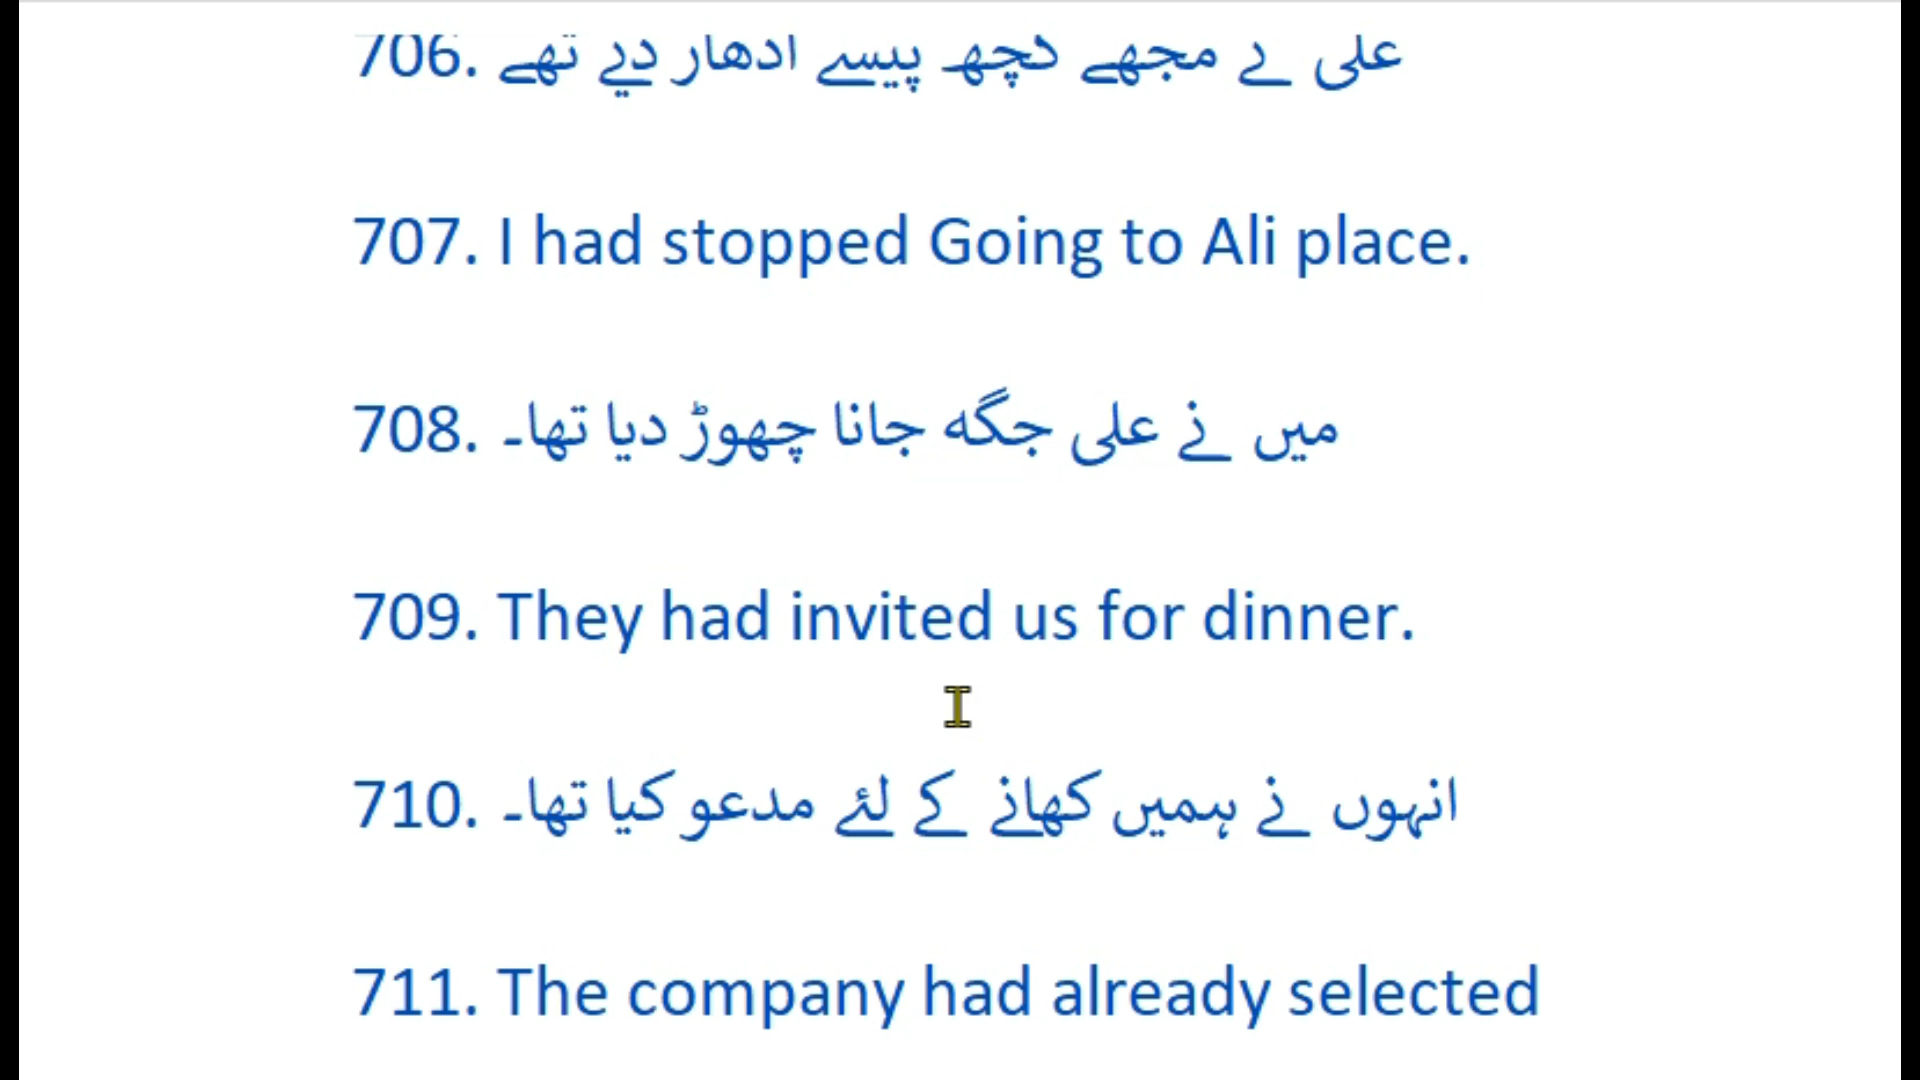 706. علی نے مجھے کچھ پیسے ادھار دیے تھے
707. I had stopped Going to Ali place.
708. میں نے علی جگہ جانا چھوڑ دیا تھا۔
709. They had invited us for dinner.
710. انہوں نے ہمیں کھانے کے لئے مدعو کیا تھا۔
711. The company had already selected